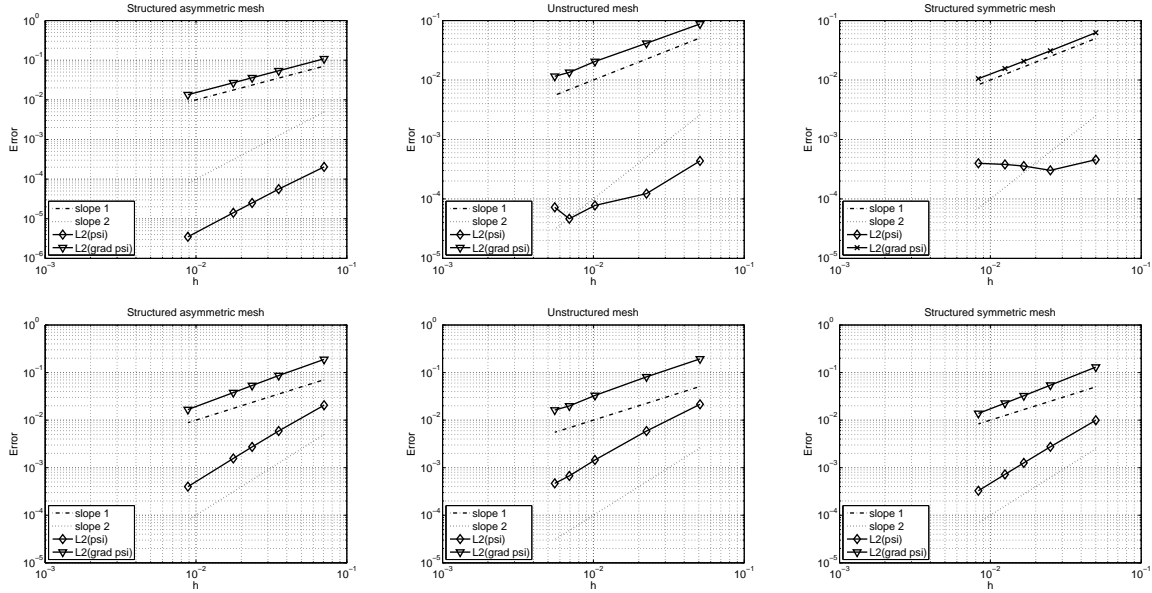 Structured asymmetric mesh
10^0
10^−1
10^−2
10^−3
10^−4
10^−5
10^−6
Error
slope 1
slope 2
L2(psi)
L2(grad psi)
10^−3
10^−2
10^−1
h
Unstructured mesh
10^−1
10^−2
10^−3
10^−4
10^−5
Error
slope 1
slope 2
L2(psi)
L2(grad psi)
10^−3
10^−2
10^−1
h
Structured symmetric mesh
10^−1
10^−2
10^−3
10^−4
10^−5
Error
slope 1
slope 2
L2(psi)
L2(grad psi)
10^−3
10^−2
10^−1
h
Structured asymmetric mesh
10^0
10^−1
10^−2
10^−3
10^−4
10^−5
Error
slope 1
slope 2
L2(psi)
L2(grad psi)
10^−3
10^−2
10^−1
h
Unstructured mesh
10^0
10^−1
10^−2
10^−3
10^−4
10^−5
Error
slope 1
slope 2
L2(psi)
L2(grad psi)
10^−3
10^−2
10^−1
h
Structured symmetric mesh
10^0
10^−1
10^−2
10^−3
10^−4
10^−5
Error
slope 1
slope 2
L2(psi)
L2(grad psi)
10^−3
10^−2
10^−1
h